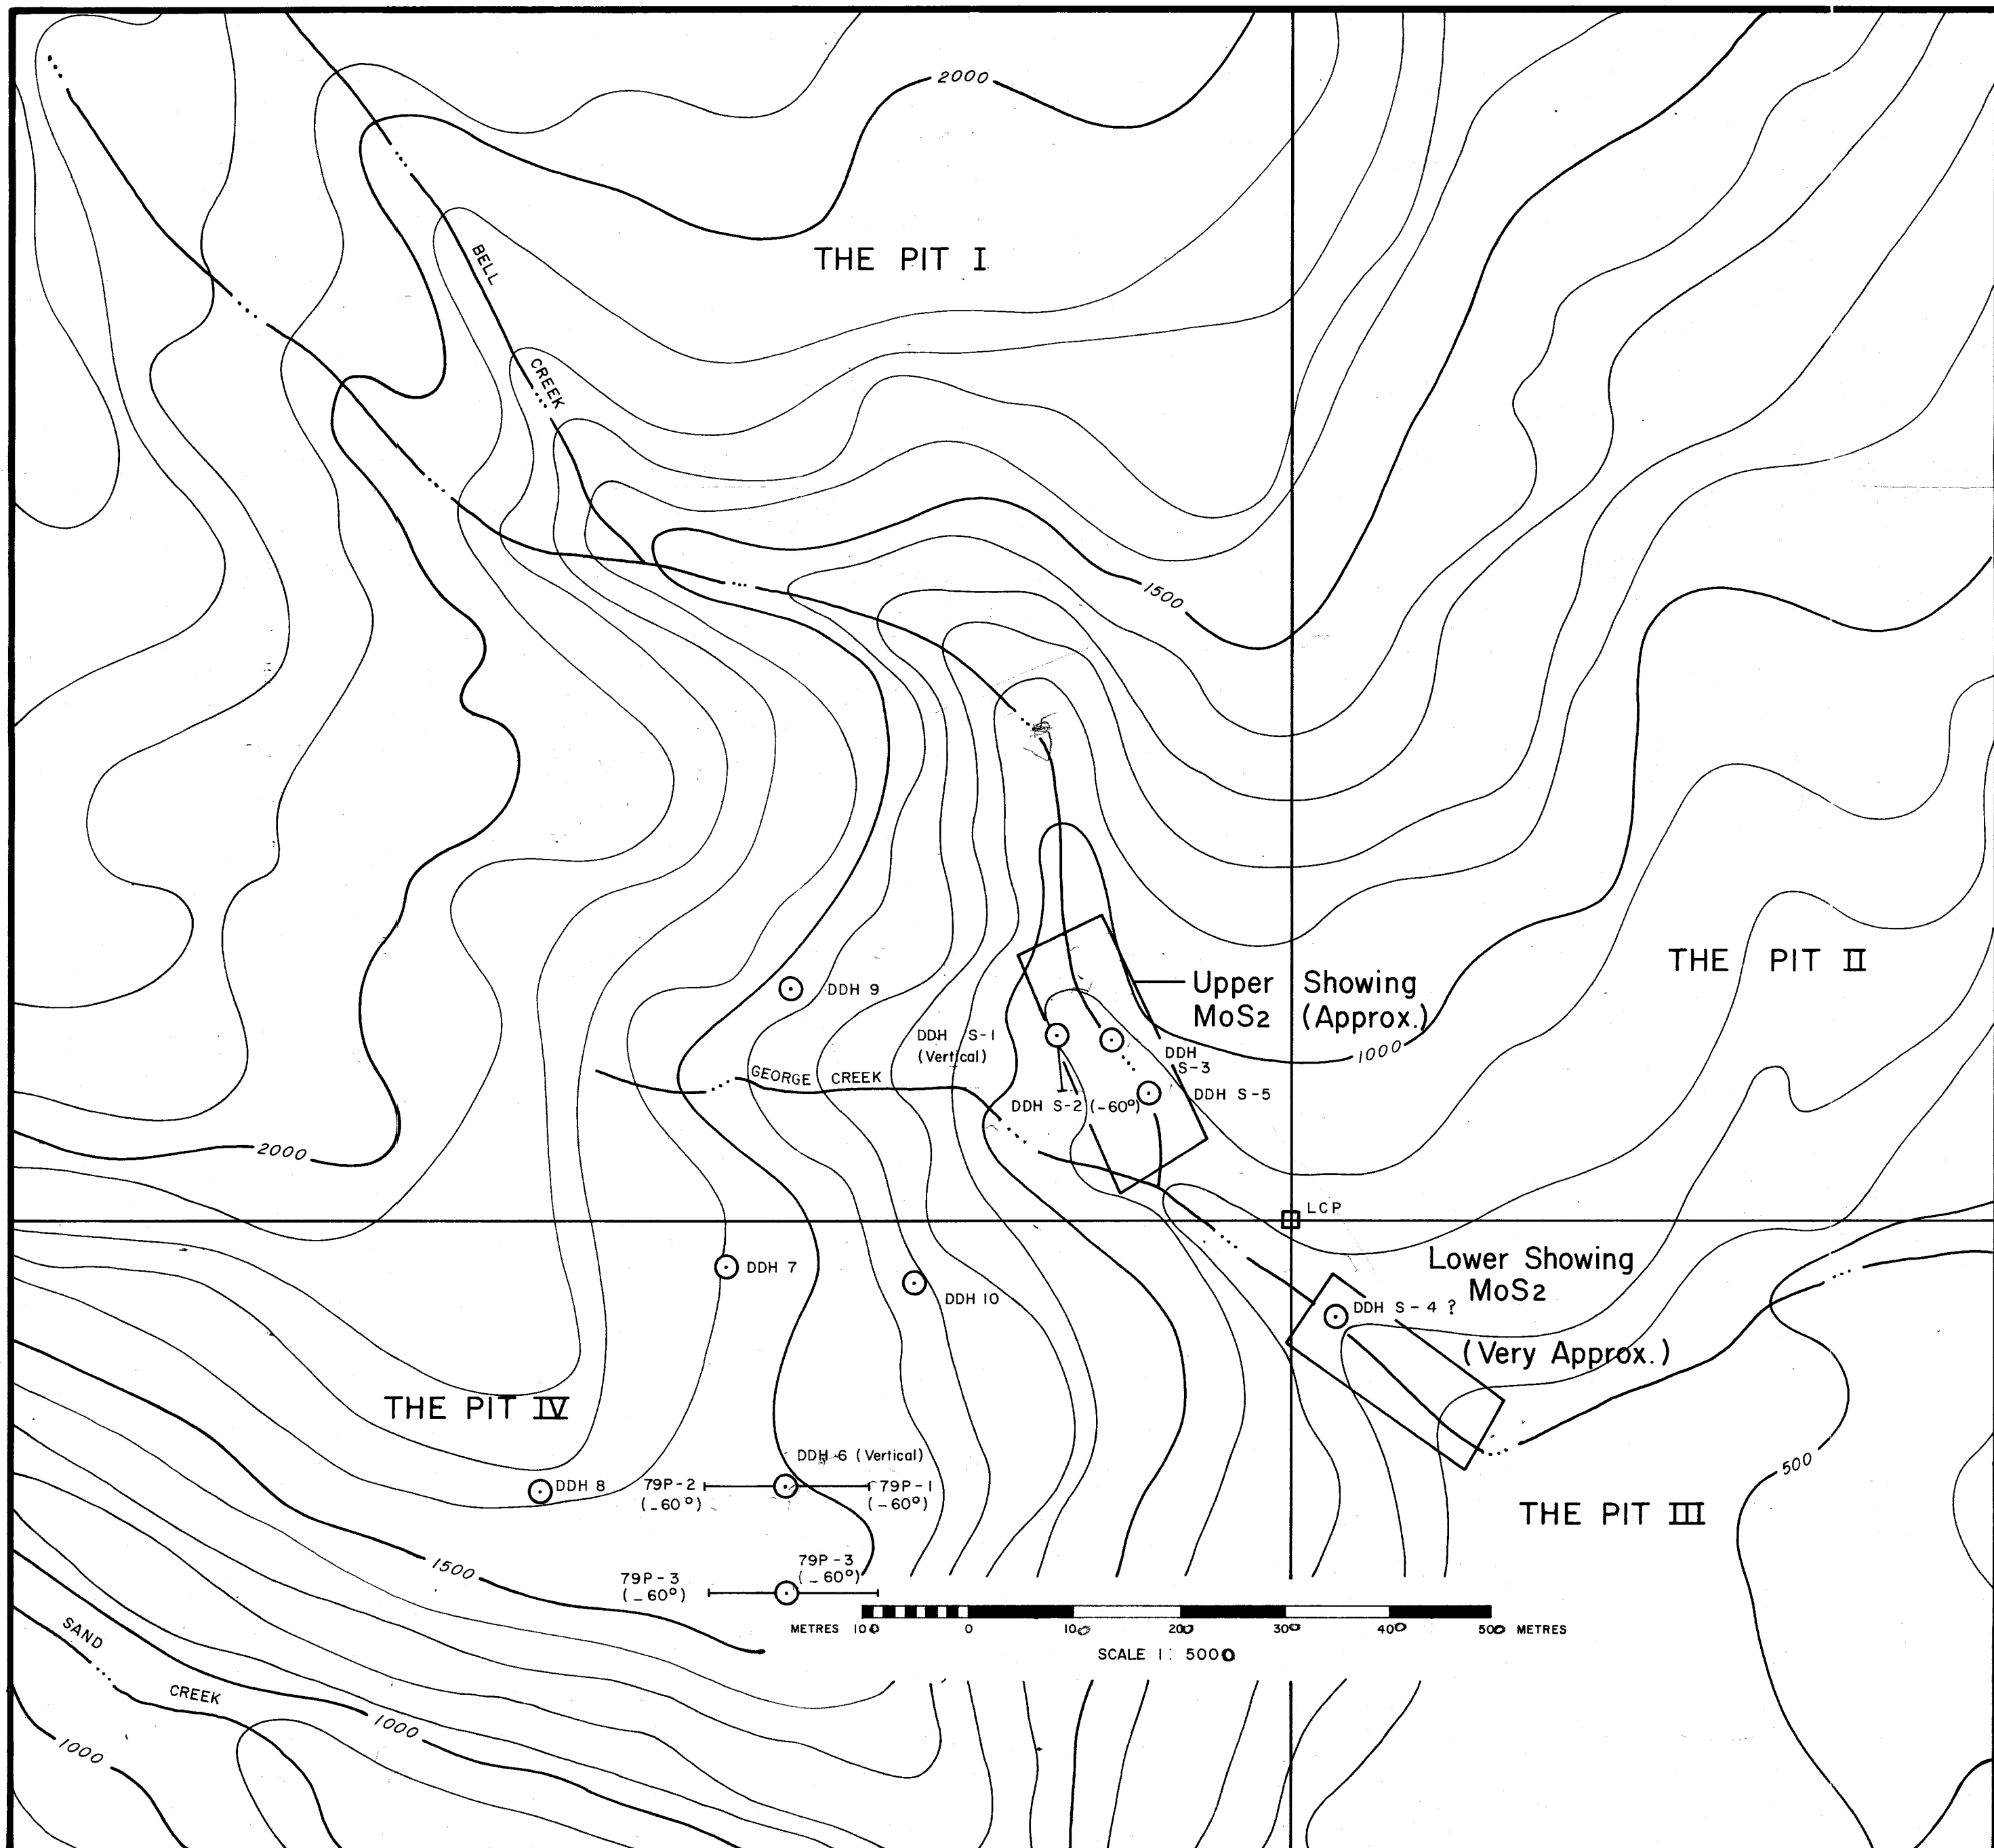 2000
THE PIT I
BELL
CREEK
1500
THE PIT II
Upper Showing
MoS2 (Approx.)
DDH 9
DDH S-1
(Vertical)
DDH
S-3
1000
GEORGE CREEK
DDH S-2 (-60°)
DDH S-5
2000
LCP
Lower Showing
MoS2
DDH 7
DDH 10
DDH S-4 ?
(Very Approx.)
THE PIT IV
DDH 6 (Vertical)
500
DDH 8
79P-2
(-60°)
79P-1
(-60°)
THE PIT III
1500
79P-3
(-60°)
79P-3
(-60°)
METRES 100 0 100 200 300 400 500 METRES
SCALE 1: 5000
SAND
CREEK
1000
1000